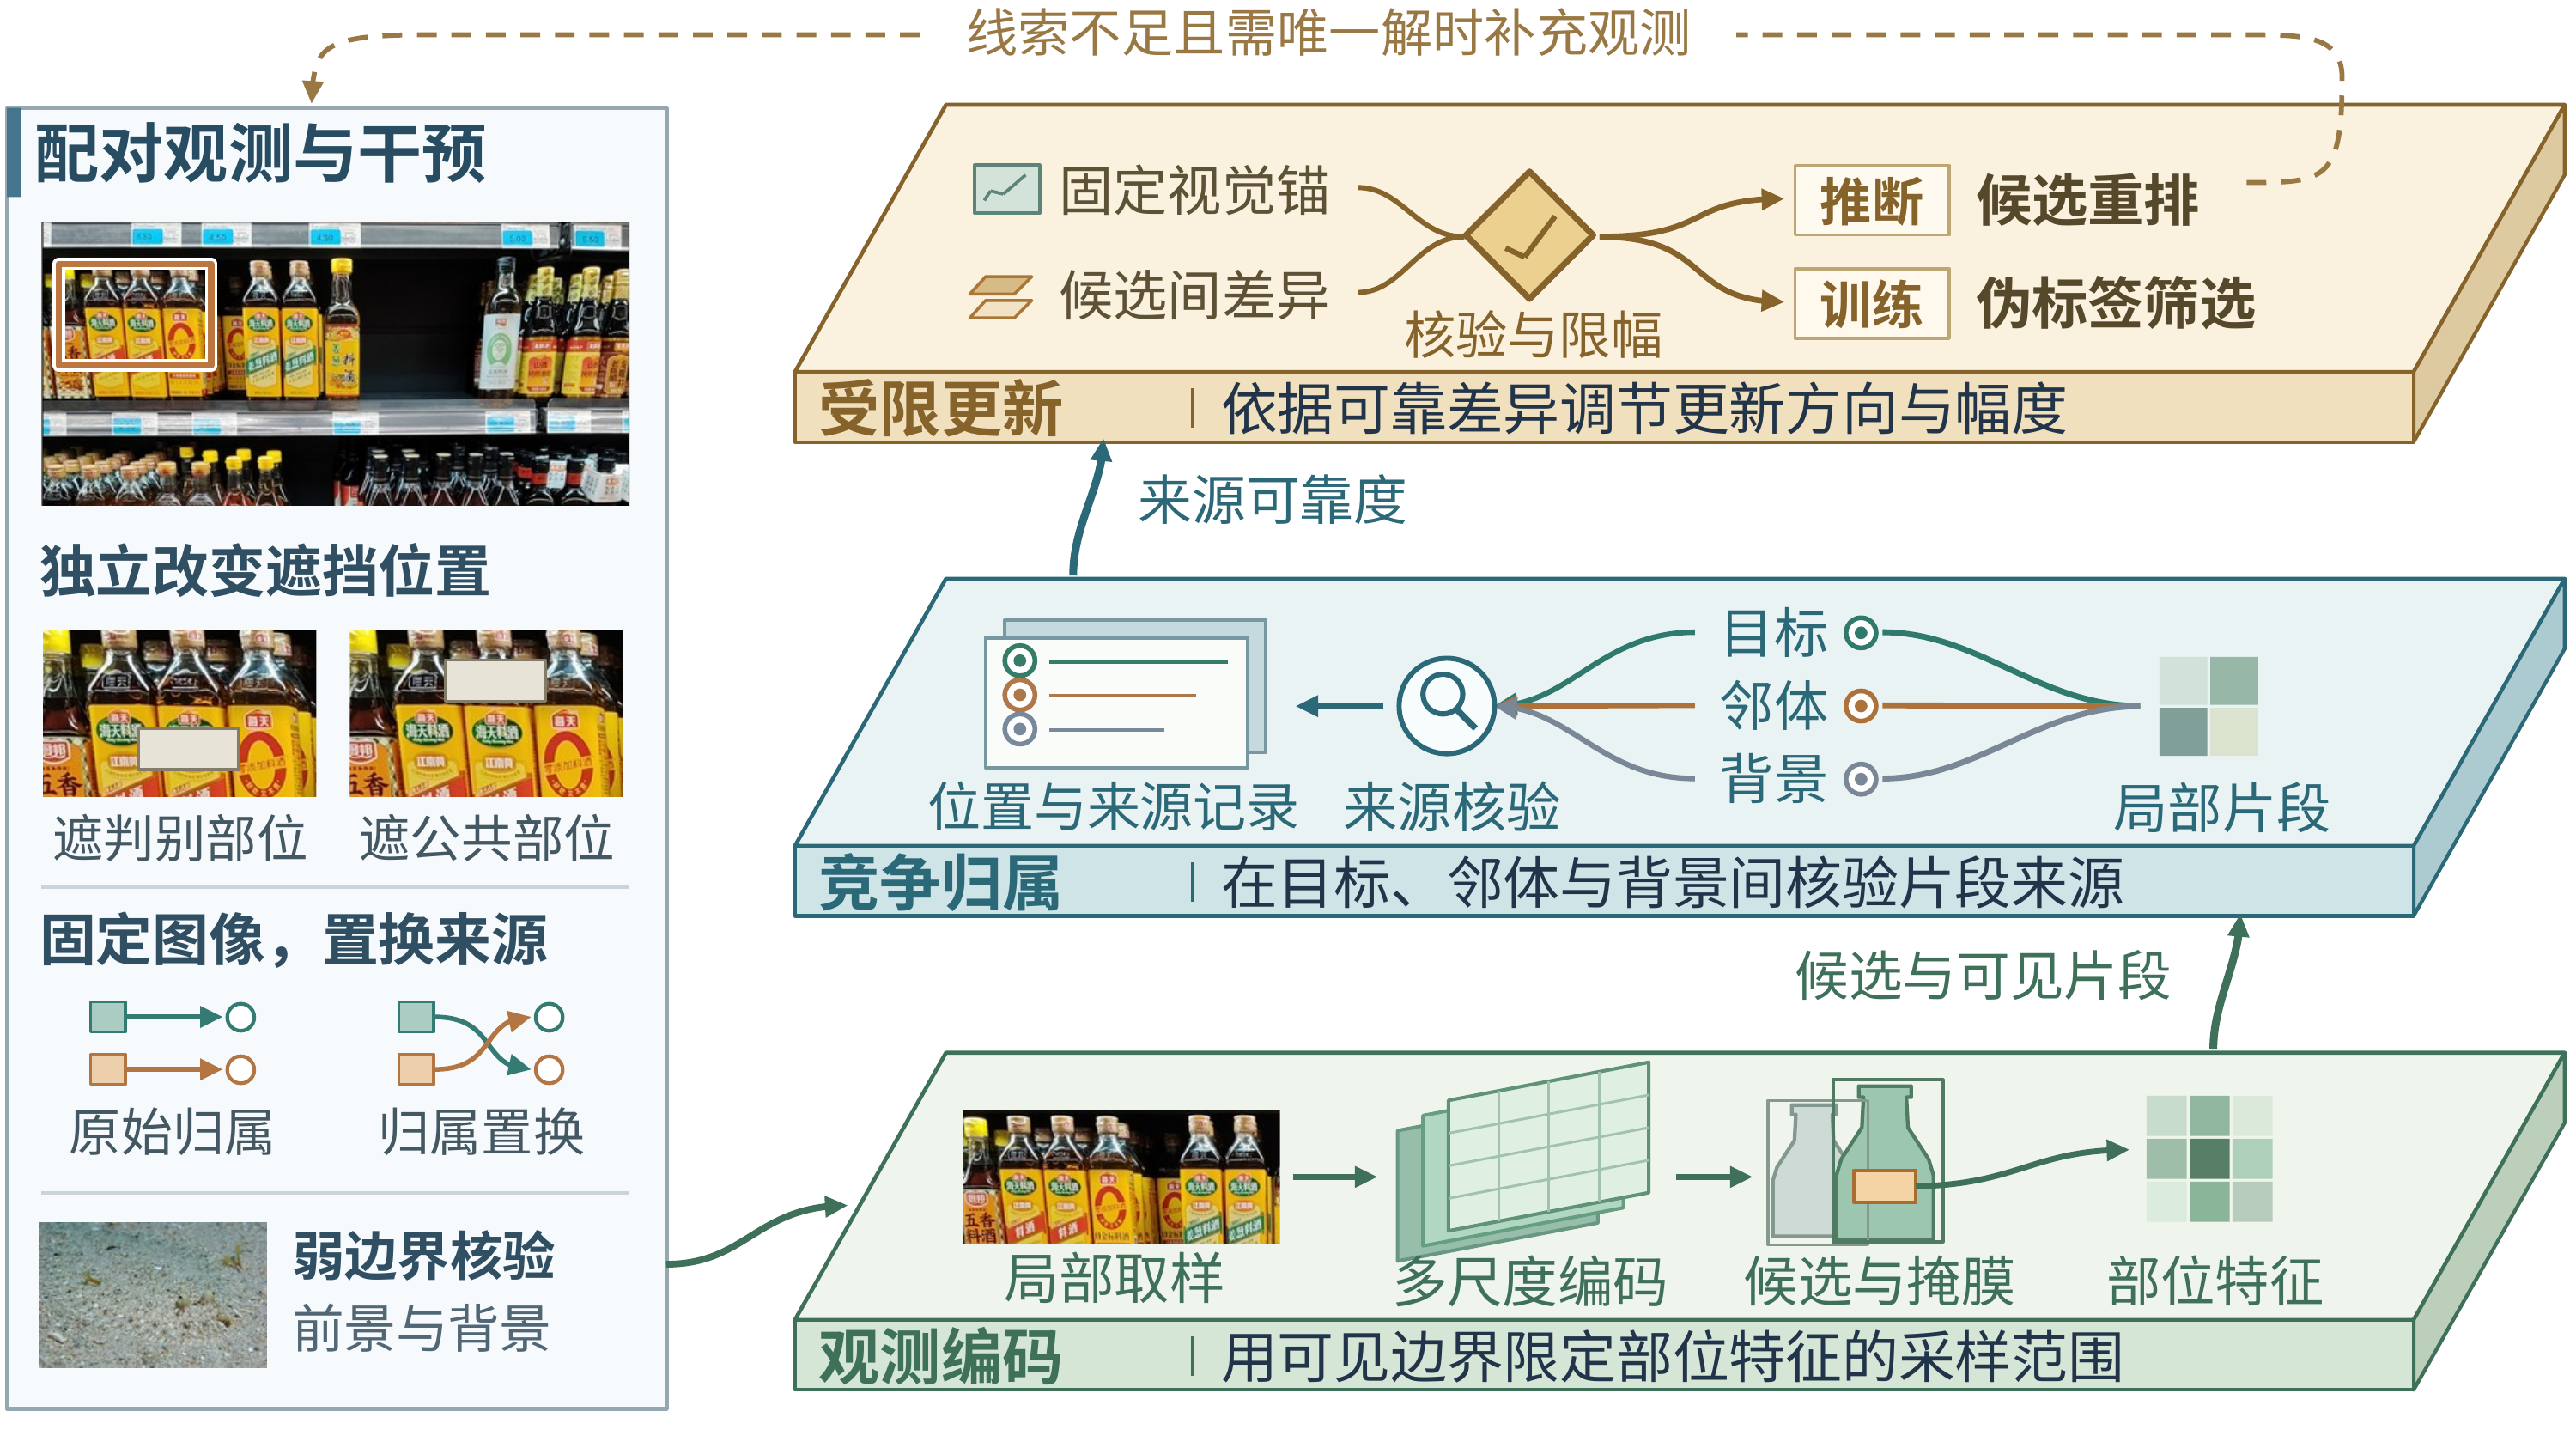 线索不足且需唯一解时补充观测
配对观测与干预
独立改变遮挡位置
遮判别部位
遮公共部位
固定图像，置换来源
原始归属
归属置换
弱边界核验
前景与背景
固定视觉锚
候选间差异
核验与限幅
推断
候选重排
训练
伪标签筛选
受限更新
依据可靠差异调节更新方向与幅度
来源可靠度
目标
邻体
背景
位置与来源记录
来源核验
局部片段
竞争归属
在目标、邻体与背景间核验片段来源
候选与可见片段
局部取样
多尺度编码
候选与掩膜
部位特征
观测编码
用可见边界限定部位特征的采样范围